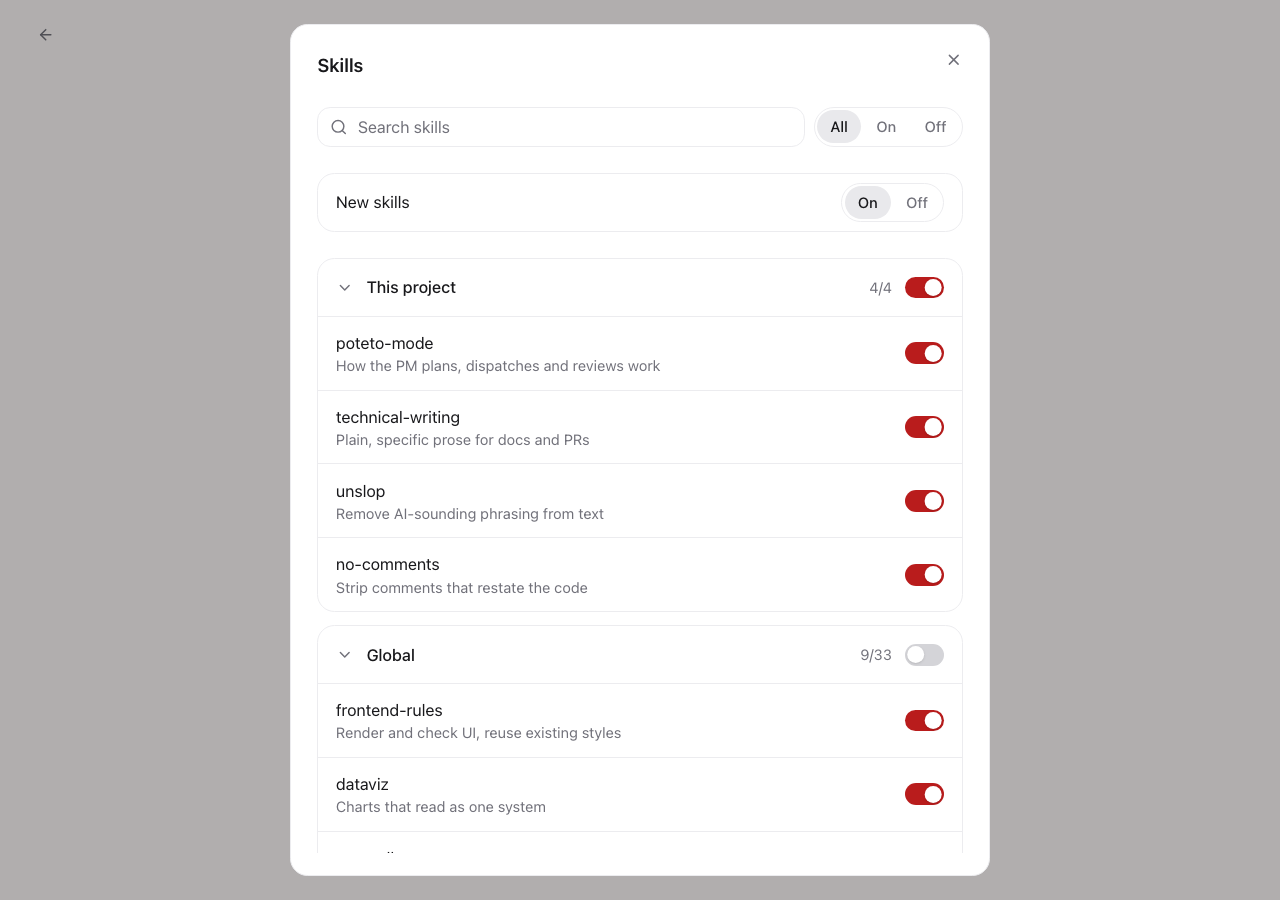 Skills
Search skills
All On Off
New skills
On Off
This project
4/4
poteto-mode
How the PM plans, dispatches and reviews work
technical-writing
Plain, specific prose for docs and PRs
unslop
Remove AI-sounding phrasing from text
no-comments
Strip comments that restate the code
Global
9/33
frontend-rules
Render and check UI, reuse existing styles
dataviz
Charts that read as one system